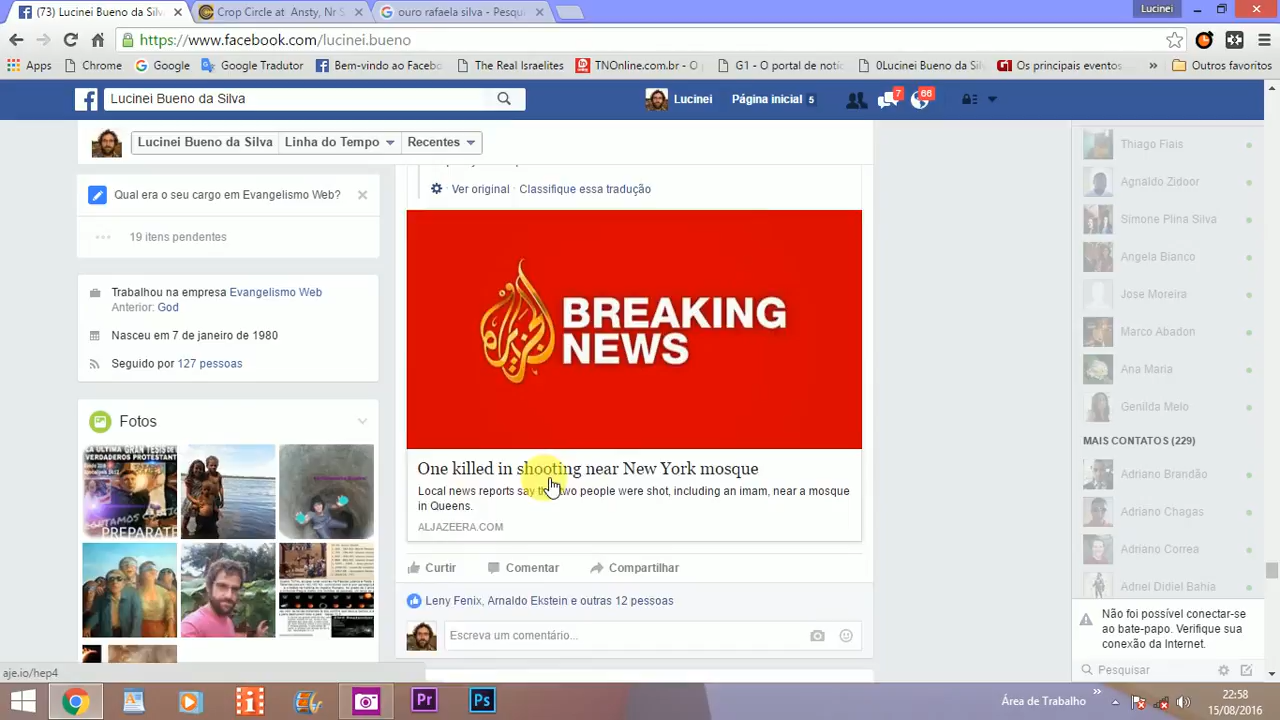 (73) Lucinei Bueno da Silv
Crop Circle at Ansty, Nr S
ouro rafaela silva - Pesqu
Lucinei
https://www.facebook.com/lucinei.bueno
Apps
Chrome
Google
Google Tradutor
Bem-vindo ao Facebo
The Real Israelites
TNOnline.com.br - O
G1 - O portal de notí
0Lucinei Bueno da Si
Os principais eventos
»
Outros favoritos
Lucinei Bueno da Silva
Lucinei
Página inicial 5
7
66
Lucinei Bueno da Silva
Linha do Tempo
Recentes
Qual era o seu cargo em Evangelismo Web?
19 itens pendentes
Trabalhou na empresa Evangelismo Web
Anterior: God
Nasceu em 7 de janeiro de 1980
Seguido por 127 pessoas
Fotos
LA ÚLTIMA GRAN TESIS
PREPARATE
Ver original · Classifique essa tradução
BREAKING
NEWS
One killed in shooting near New York mosque
Local news reports say two people were shot, including an imam, near a mosque
in Queens.
ALJAZEERA.COM
Curtir
Comentar
Compartilhar
Leny Fenix, Arnaldo Ekstein e outras 12 pessoas
Escreva um comentário...
Thiago Fiais
Agnaldo Zidoor
Simone Plina Silva
Angela Bianco
Jose Moreira
Marco Abadon
Ana Maria
Genilda Melo
MAIS CONTATOS (229)
Adriano Brandão
Adriano Chagas
Adriano Correa
Adriel Didiel Bahia
Não foi possível conectar-se
ao bate-papo. Verifique sua
conexão da Internet.
Pesquisar
aje.io/hep4
Pr
Ps
Área de Trabalho
»
22:58
15/08/2016